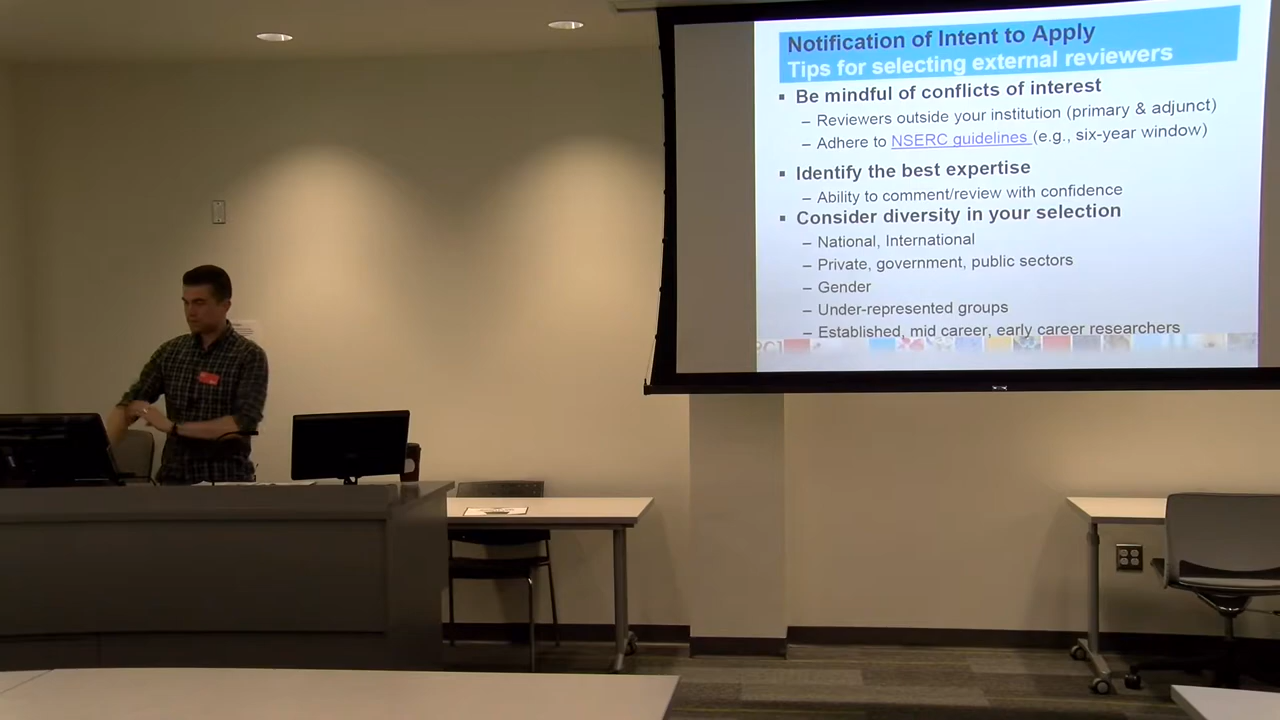 Notification of Intent to Apply
Tips for selecting external reviewers
▪ Be mindful of conflicts of interest
– Reviewers outside your institution (primary & adjunct)
– Adhere to NSERC guidelines (e.g., six-year window)
▪ Identify the best expertise
– Ability to comment/review with confidence
▪ Consider diversity in your selection
– National, International
– Private, government, public sectors
– Gender
– Under-represented groups
– Established, mid career, early career researchers